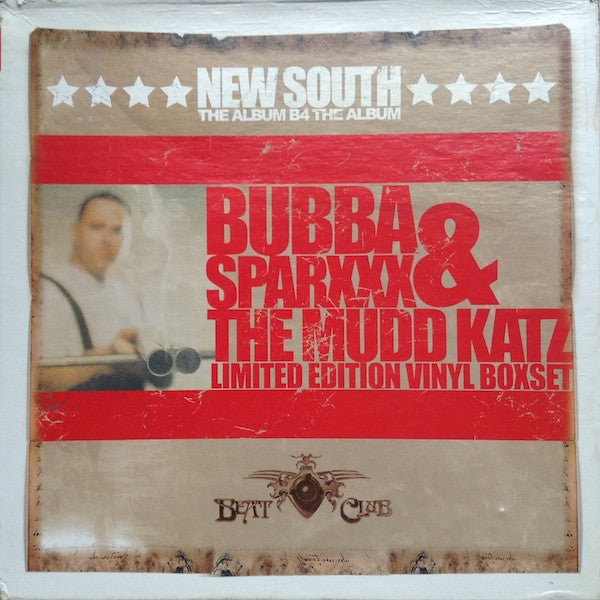 NEW SOUTH
THE ALBUM B4 THE ALBUM
BUBBA
SPARXXX &
THE MUDD KATZ
LIMITED EDITION VINYL BOXSET
BEAT CLUB